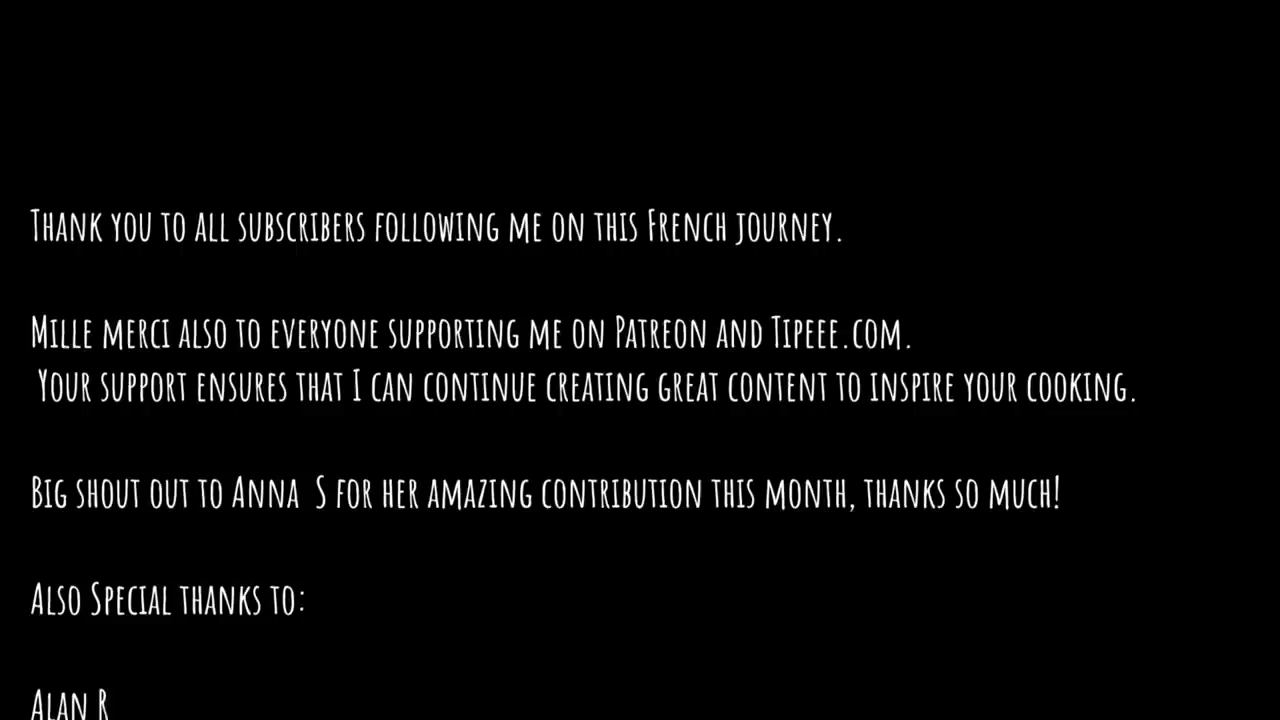 Thank you to all subscribers following me on this French journey.
Mille merci also to everyone supporting me on Patreon and Tipeee.com.
Your support ensures that I can continue creating great content to inspire your cooking.
Big shout out to Anna  S for her amazing contribution this month, thanks so much!
Also Special thanks to:
Alan R